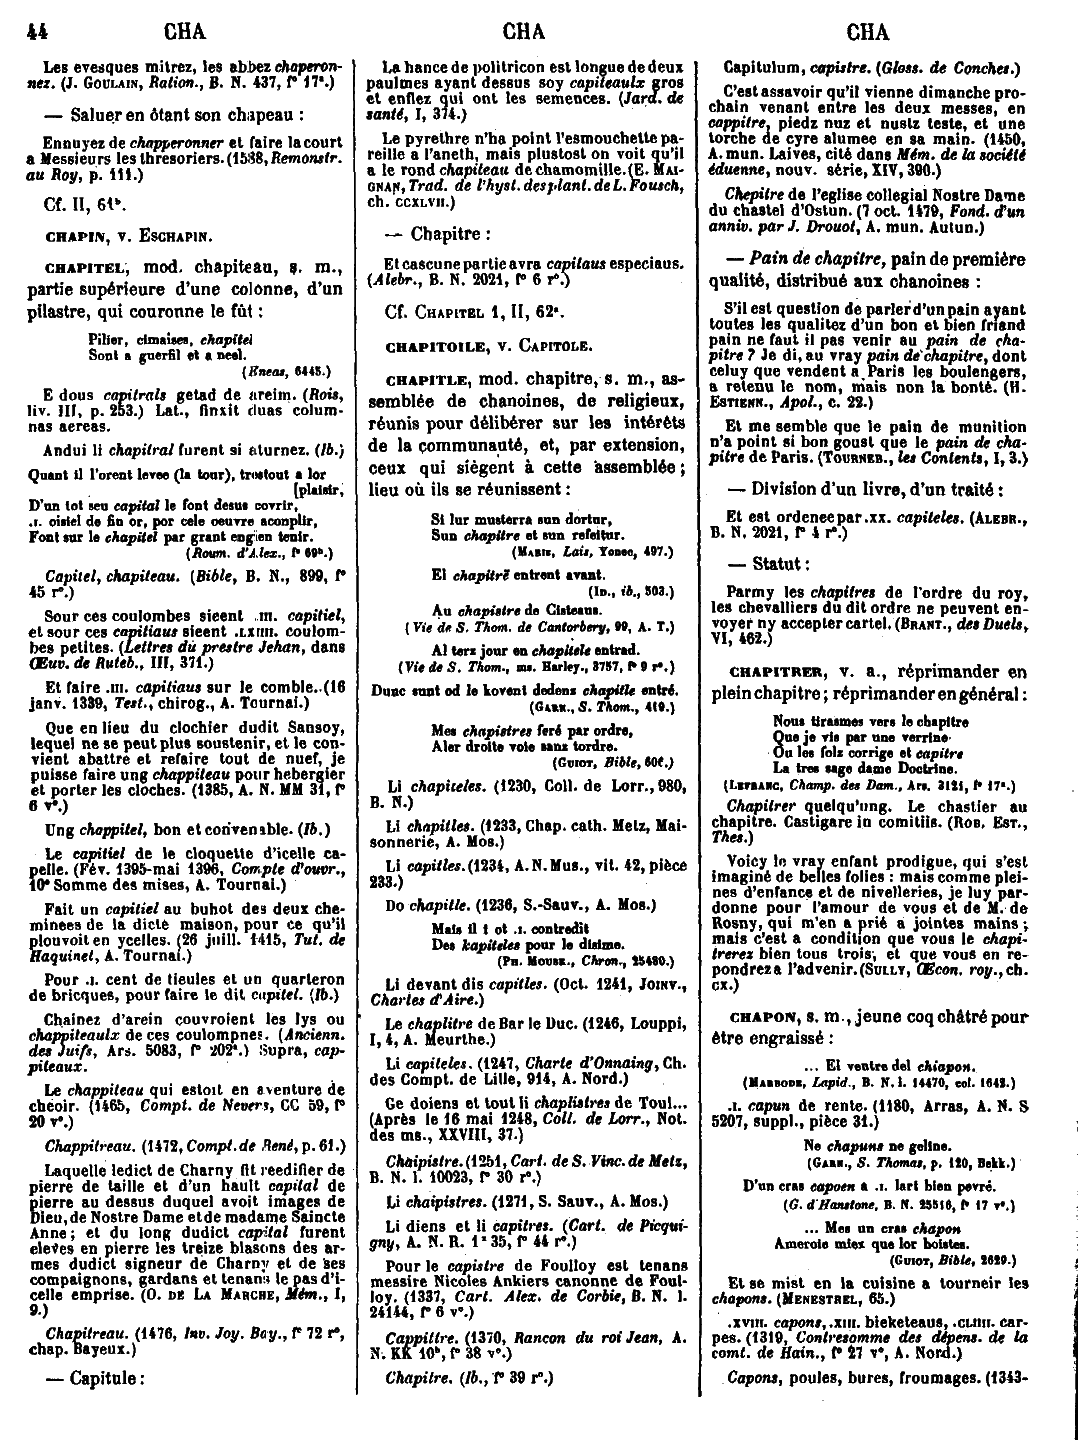 44 CHA CHA CHA
Les evesques mitrez, les abbez chaperon-
nez. (J. GOULAIN, Ration., B. N. 437, f° 17ª.)
— Saluer en ôtant son chapeau :
Ennuyez de chapperonner et faire la court
a Messieurs les thresoriers. (1588, Remonstr.
au Roy, p. 111.)
Cf. II, 61ᵇ.
CHAPIN, v. ESCHAPIN.
CHAPITEL, mod. chapiteau, s. m.,
partie supérieure d'une colonne, d'un
pilastre, qui couronne le fût :
Pilier, cimaises, chapitel
Sont a guerfil et a neel.
(Eneas, 6445.)
E dous capitrals getad de areim. (Rois,
liv. III, p. 253.) Lat., finxit duas colum-
nas aereas.
Andui li chapitral furent si aturnez. (Ib.)
Quant il l'orent levee (la tour), trestout a lor
[plaisir,
D'un tot seu capital le font desus covrir,
.I. oisiel de fin or, por cele oeuvre acomplir,
Font sur le chapitel par grant engien tenir.
(Roum. d'Alex., f° 69ᵇ.)
Capitel, chapiteau. (Bible, B. N., 899, f°
45 r°.)
Sour ces coulombes sieent .III. capitiel,
et sour ces capitiaus sieent .LXIIII. coulom-
bes petites. (Lettres du prestre Jehan, dans
Œuv. de Ruteb., III, 371.)
Et faire .III. capitiaus sur le comble. (16
janv. 1339, Test., chirog., A. Tournai.)
Que en lieu du clochier dudit Sansoy,
lequel ne se peut plus soustenir, et le con-
vient abattre et refaire tout de nuef, je
puisse faire ung chappiteau pour hebergier
et porter les cloches. (1385, A. N. MM 31, f°
6 v°.)
Ung chappitel, bon et convenable. (Ib.)
Le capitiel de le cloquette d'icelle ca-
pelle. (Fév. 1395-mai 1396, Compte d'ouvr.,
10ᵉ Somme des mises, A. Tournai.)
Fait un capitiel au buhot des deux che-
minees de la dicte maison, pour ce qu'il
plouvoit en ycelles. (26 juill. 1415, Tut. de
Haquinet, A. Tournai.)
Pour .I. cent de tieules et un quarteron
de bricques, pour faire le dit capitel. (Ib.)
Chainez d'arein couvroient les lys ou
chappiteaulx de ces coulompnes. (Ancienn.
des Juifs, Ars. 5083, f° 202ª.) Supra, cap-
piteaux.
Le chappiteau qui estoit en aventure de
cheoir. (1465, Compt. de Nevers, CC 59, f°
20 v°.)
Chappitreau. (1472, Compt. de René, p. 61.)
Laquelle ledict de Charny fit reedifier de
pierre de taille et d'un hault capital de
pierre au dessus duquel avoit images de
Dieu, de Nostre Dame et de madame Saincte
Anne ; et du long dudict capital furent
eleves en pierre les treize blasons des ar-
mes dudict signeur de Charny et de ses
compaignons, gardans et tenans le pas d'i-
celle emprise. (O. DE LA MARCHE, Mém., I,
9.)
Chapitreau. (1476, Inv. Joy. Bay., f° 72 r°,
chap. Bayeux.)
— Capitule :
La hance de politricon est longue de deux
paulmes ayant dessus soy capiteaulx gros
et enflez qui ont les semences. (Jard. de
santé, I, 374.)
Le pyrethre n'ha point l'esmouchette pa-
reille a l'aneth, mais plustost on voit qu'il
a le rond chapiteau de chamomille. (E. MAI-
GNAN, Trad. de l'hyst. des plant. de L. Fousch,
ch. CCXLVII.)
— Chapitre :
Et cascune partie avra capitaus especiaus.
(Alebr., B. N. 2021, f° 6 r°.)
Cf. CHAPITEL 1, II, 62ª.
CHAPITOILE, v. CAPITOLE.
CHAPITLE, mod. chapitre, s. m., as-
semblée de chanoines, de religieux,
réunis pour délibérer sur les intérêts
de la communauté, et, par extension,
ceux qui siègent à cette assemblée ;
lieu où ils se réunissent :
Si lur musterra sun dortur,
Sun chapitre et sun refeitur.
(MARIE, Lais, Yonec, 497.)
El chapitre entrent avant.
(ID., ib., 503.)
Au chapistre de Cisteaus.
(Vie de S. Thom. de Cantorbery, 99, A. T.)
Al terz jour en chapitele entrad.
(Vie de S. Thom., ms. Harley., 3757, f° 9 r°.)
Dunc sunt od le kovent dedenz chapitle entré.
(GARN., S. Thom., 419.)
Mes chapistres feré par ordre,
Aler droite voie sanz tordre.
(GUIOT, Bible, 606.)
Li chapiteles. (1230, Coll. de Lorr., 980,
B. N.)
Li chapitles. (1233, Chap. cath. Metz, Mai-
sonnerie, A. Mos.)
Li capitles. (1234, A. N. Mus., vit. 42, pièce
233.)
Do chapitle. (1236, S.-Sauv., A. Mos.)
Mais il i ot .I. contredit
Des kapiteles pour le disime.
(PH. MOUSK., Chron., 25480.)
Li devant dis capitles. (Oct. 1241, JOINV.,
Charles d'Aire.)
Le chaplitre de Bar le Duc. (1246, Louppi,
I, 4, A. Meurthe.)
Li capiteles. (1247, Charte d'Onnaing, Ch.
des Compt. de Lille, 914, A. Nord.)
Ge doiens et tout li chaplistres de Toul...
(Après le 16 mai 1248, Coll. de Lorr., Not.
des ms., XXVIII, 37.)
Chaipistre. (1251, Cart. de S. Vinc. de Metz,
B. N. l. 10023, f° 30 r°.)
Li chaipistres. (1271, S. Sauv., A. Mos.)
Li diens et li capitres. (Cart. de Picqui-
gny, A. N. R. 1ª 35, f° 44 r°.)
Pour le capistre de Foulloy est tenans
messire Nicoles Ankiers canonne de Foul-
loy. (1337, Cart. Alex. de Corbie, B. N. l.
24144, f° 6 v°.)
Cappittre. (1370, Rancon du roi Jean, A.
N. KK 10ᵇ, f° 38 v°.)
Chapitre. (Ib., f° 39 r°.)
Capitulum, capistre. (Gloss. de Conches.)
C'est assavoir qu'il vienne dimanche pro-
chain venant entre les deux messes, en
cappitre, piedz nuz et nustz teste, et une
torche de cyre alumee en sa main. (1450,
A. mun. Laives, cité dans Mém. de la société
éduenne, nouv. série, XIV, 390.)
Chepitre de l'eglise collegial Nostre Dame
du chastel d'Ostun. (7 oct. 1479, Fond. d'un
anniv. par J. Drouot, A. mun. Autun.)
— Pain de chapitre, pain de première
qualité, distribué aux chanoines :
S'il est question de parler d'un pain ayant
toutes les qualitez d'un bon et bien friand
pain ne faut il pas venir au pain de cha-
pitre ? Je di, au vray pain de chapitre, dont
celuy que vendent a Paris les boulengers,
a retenu le nom, mais non la bonté. (H.
ESTIENN., Apol., c. 22.)
Et me semble que le pain de munition
n'a point si bon goust que le pain de cha-
pitre de Paris. (TOURNEB., les Contents, I, 3.)
— Division d'un livre, d'un traité :
Et est ordenee par .XX. capiteles. (ALEBR.,
B. N. 2021, f° 4 r°.)
— Statut :
Parmy les chapitres de l'ordre du roy,
les chevalliers du dit ordre ne peuvent en-
voyer ny accepter cartel. (BRANT., des Duels,
VI, 462.)
CHAPITRER, v. a., réprimander en
plein chapitre ; réprimander en général :
Nous tirasmes vers le chapitre
Que je vis par une verrine
Ou les folz corrige et capitre
La tres sage dame Doctrine.
(LEFRANC, Champ. des Dam., Ars. 3121, f° 17ª.)
Chapitrer quelqu'ung. Le chastier au
chapitre. Castigare in comitiis. (ROB. EST.,
Thes.)
Voicy le vray enfant prodigue, qui s'est
imaginé de belles folies : mais comme plei-
nes d'enfance et de nivelleries, je luy par-
donne pour l'amour de vous et de M. de
Rosny, qui m'en a prié a jointes mains ;
mais c'est a condition que vous le chapi-
trerez bien tous trois, et que vous en re-
pondrez a l'advenir. (SULLY, Œcon. roy., ch.
CX.)
CHAPON, s. m., jeune coq châtré pour
être engraissé :
... El ventre del chiapon.
(MARBODE, Lapid., B. N. l. 14470, col. 1642.)
.I. capun de rente. (1180, Arras, A. N. S
5207, suppl., pièce 31.)
Ne chapuns ne geline.
(GARN., S. Thomas, p. 120, Bekk.)
D'un cras capoen a .I. lart bien pevré.
(G. d'Hanstone, B. N. 25516, f° 17 v°.)
... Mes un cras chapon
Ameroie miex que lor boistes.
(GUIOT, Bible, 2629.)
Et se mist en la cuisine a tourneir les
chapons. (MENESTREL, 65.)
.XVIII. capons, .XIII. bieketeaus, .CLIIII. car-
pes. (1319, Contresomme des dépens. de la
comt. de Hain., f° 27 v°, A. Nord.)
Capons, poules, bures, froumages. (1343-